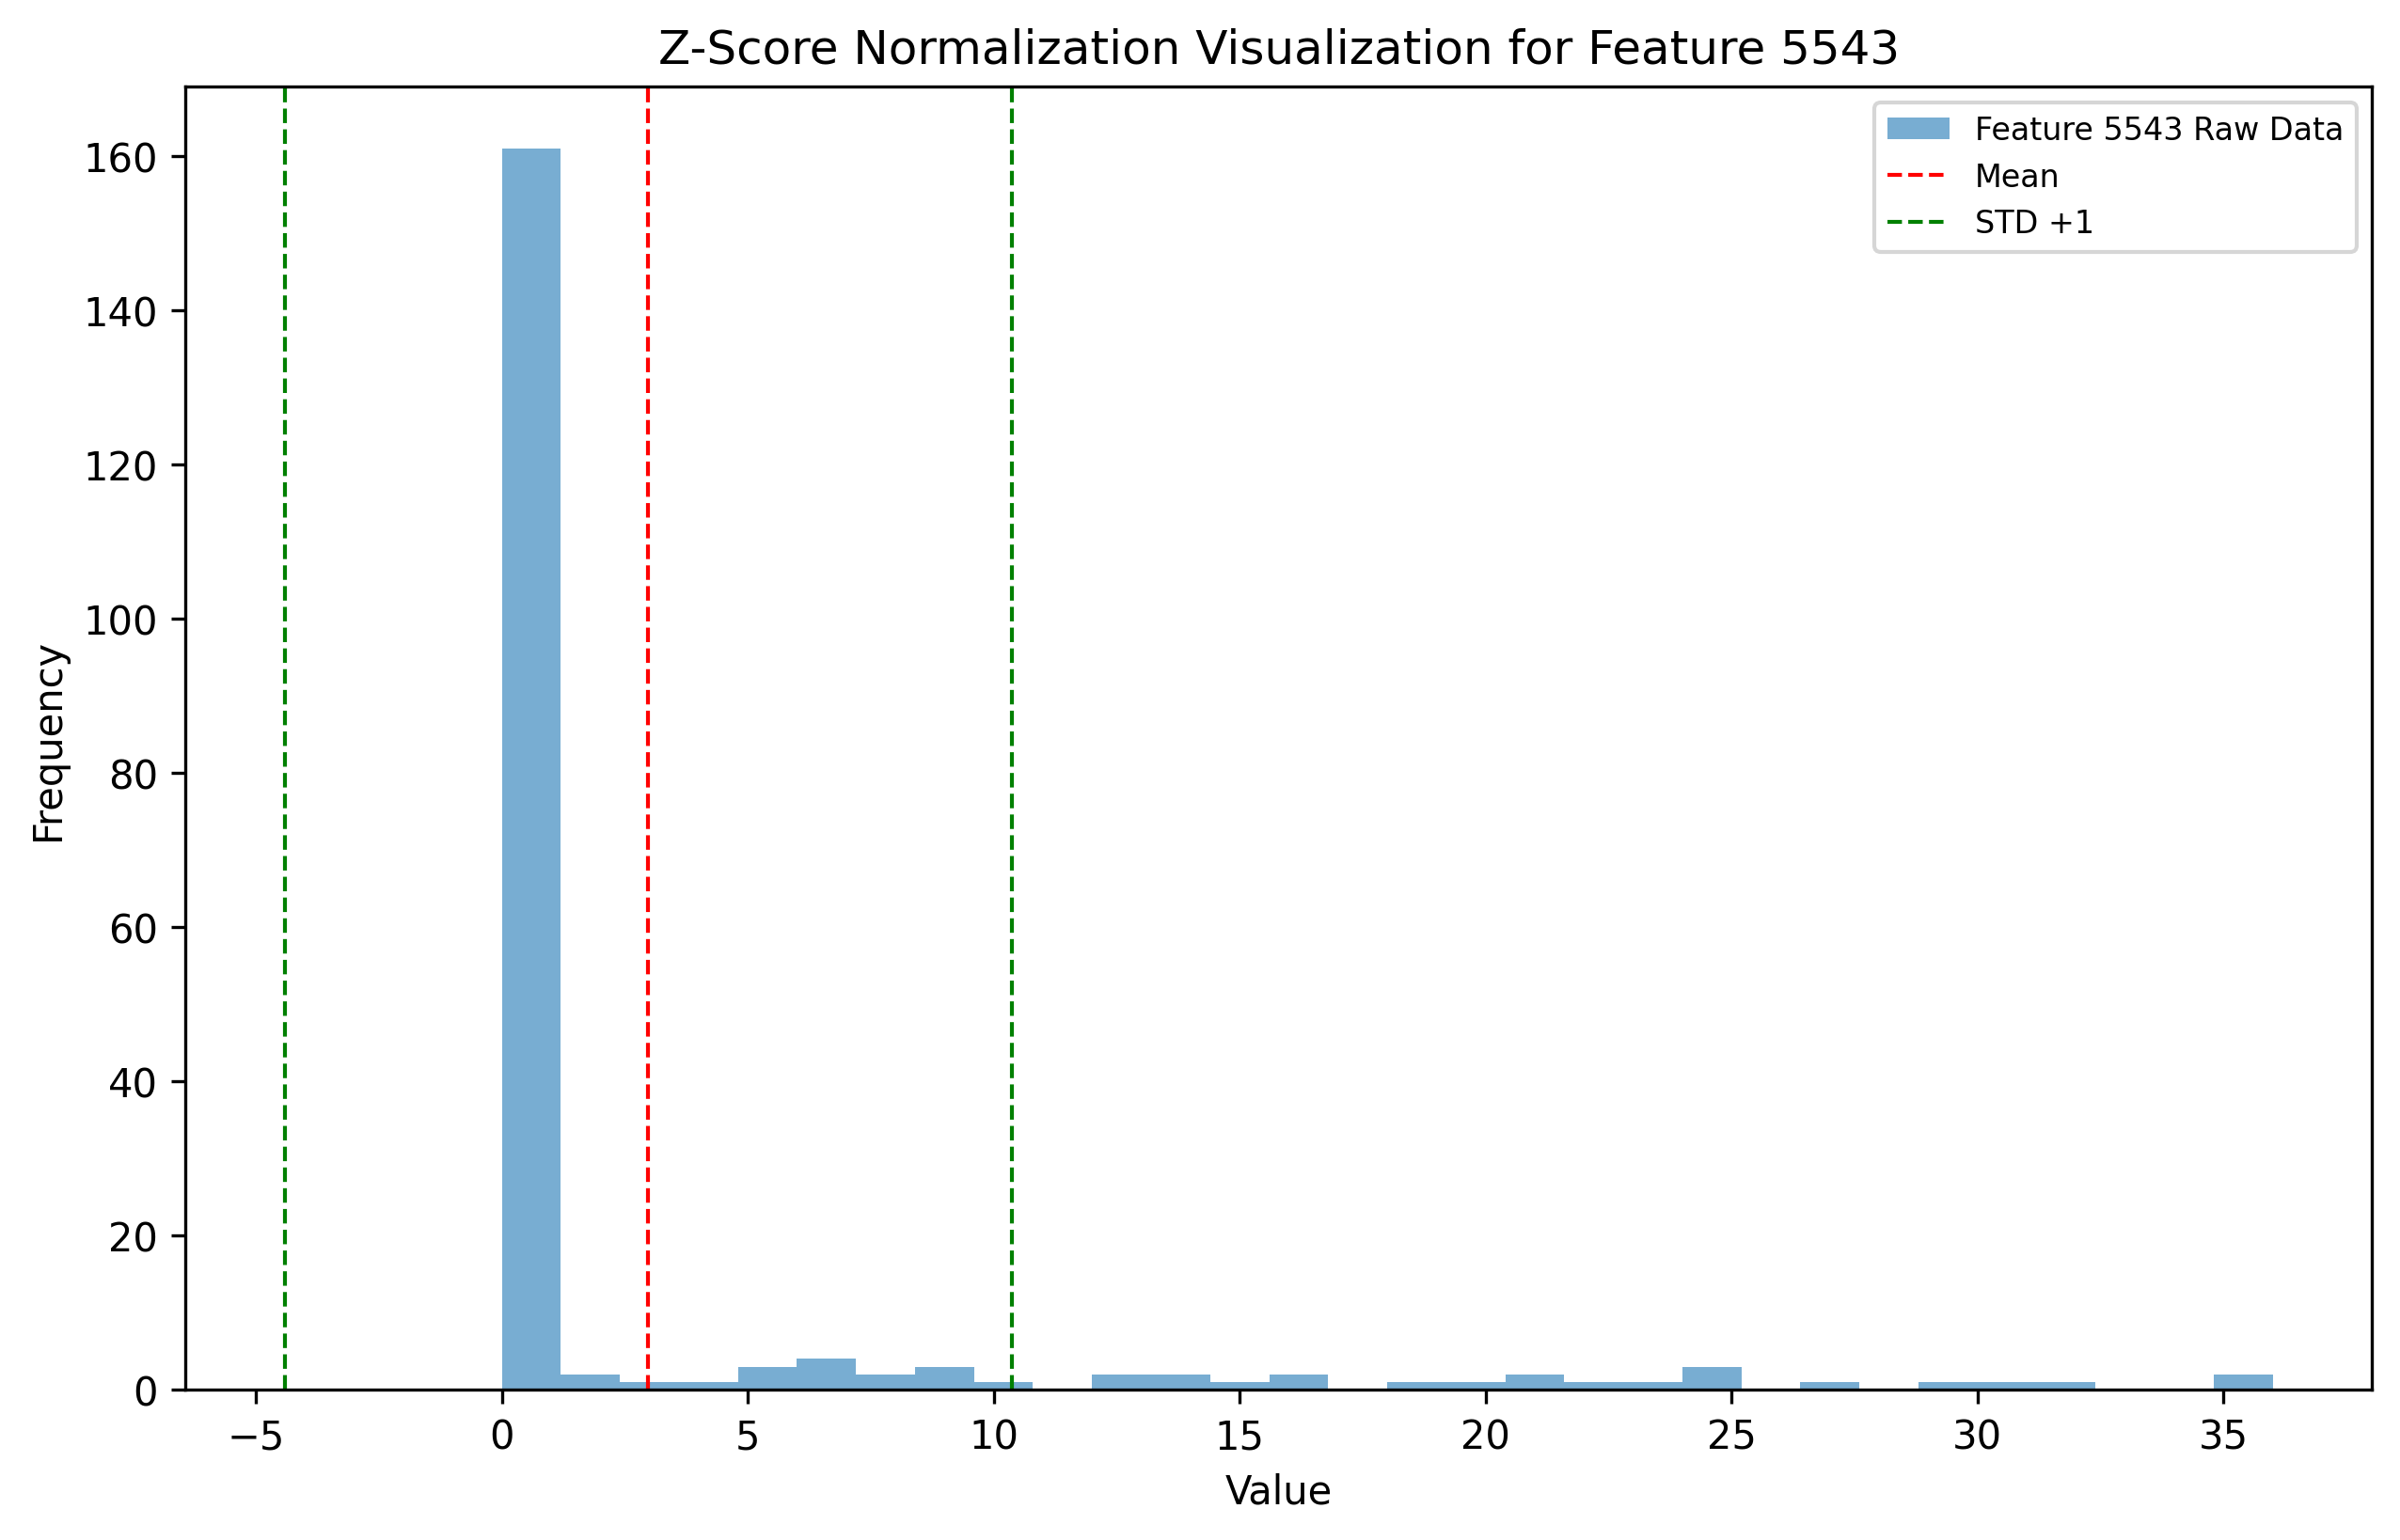 Z-Score Normalization Visualization for Feature 5543
Feature 5543 Raw Data
Mean
STD +1
160
140
120
100
80
60
40
20
0
Frequency
−5 0 5 10 15 20 25 30 35
Value